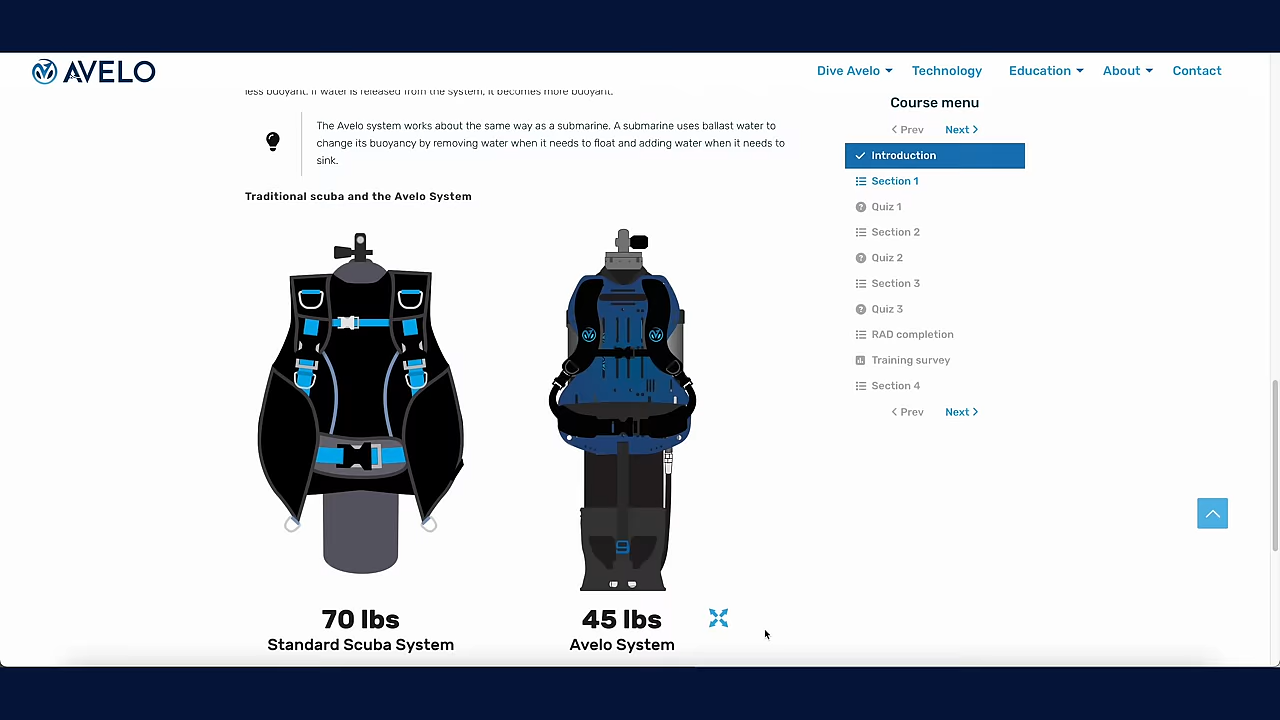 AVELO
Dive Avelo
Technology
Education
About
Contact
less buoyant. If water is released from the system, it becomes more buoyant.
The Avelo system works about the same way as a submarine. A submarine uses ballast water to
change its buoyancy by removing water when it needs to float and adding water when it needs to
sink.
Traditional scuba and the Avelo System
70 lbs
Standard Scuba System
45 lbs
Avelo System
Course menu
Prev
Next
Introduction
Section 1
Quiz 1
Section 2
Quiz 2
Section 3
Quiz 3
RAD completion
Training survey
Section 4
Prev
Next